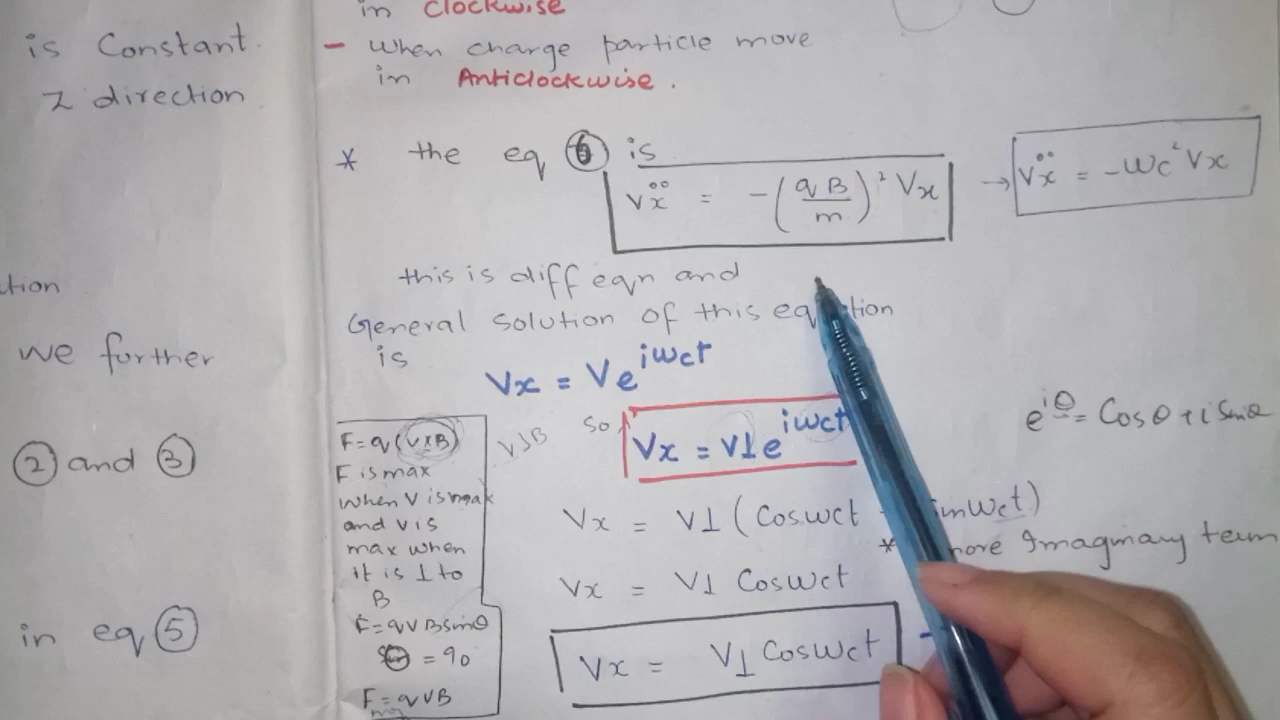 is Constant
Z direction
tion
we further
② and ③
in eq ⑤
in Clockwise
- when charge particle move
in Anticlockwise.
* the eq ⑥ is
V̈x = -(qB/m)² Vx → V̈x = -ωc² Vx
this is diff eqn and
General solution of this eq tion
is
Vx = Ve^{iωct}
so Vx = V⊥e^{iωct}
e^{iθ} = Cosθ + i Sinθ
Vx = V⊥ (Cosωct inωct)
* nore Imaginary term
Vx = V⊥ Cosωct
Vx = V⊥ Cosωct
F = q(V×B)
V⊥B
F is max
when V is max
and V is
max when
it is ⊥ to
B
F = qVBsinθ
θ = 90
F = qVB